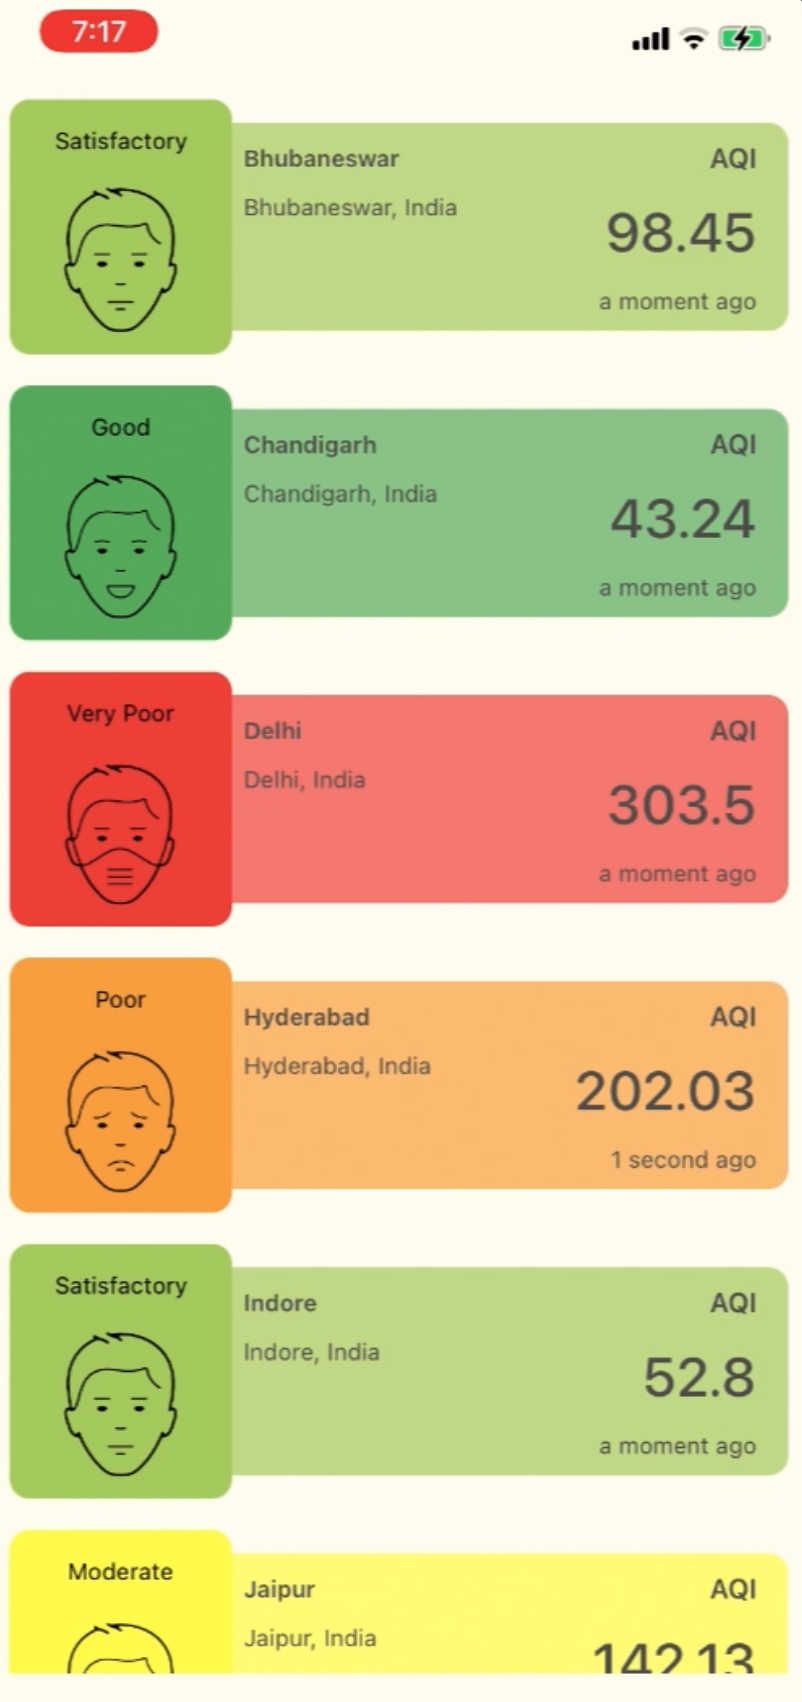 7:17
Satisfactory
Bhubaneswar
AQI
Bhubaneswar, India
98.45
a moment ago
Good
Chandigarh
AQI
Chandigarh, India
43.24
a moment ago
Very Poor
Delhi
AQI
Delhi, India
303.5
a moment ago
Poor
Hyderabad
AQI
Hyderabad, India
202.03
1 second ago
Satisfactory
Indore
AQI
Indore, India
52.8
a moment ago
Moderate
Jaipur
AQI
Jaipur, India
142.13